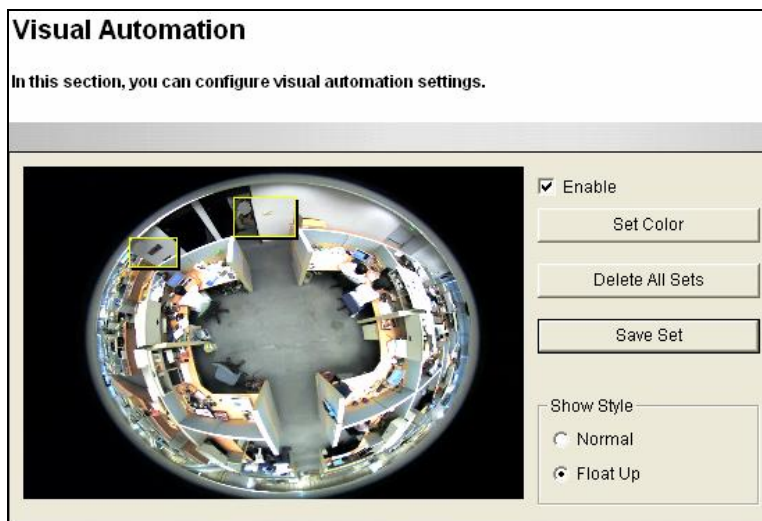 Visual Automation
In this section, you can configure visual automation settings.
Enable
Set Color
Delete All Sets
Save Set
Show Style
Normal
Float Up